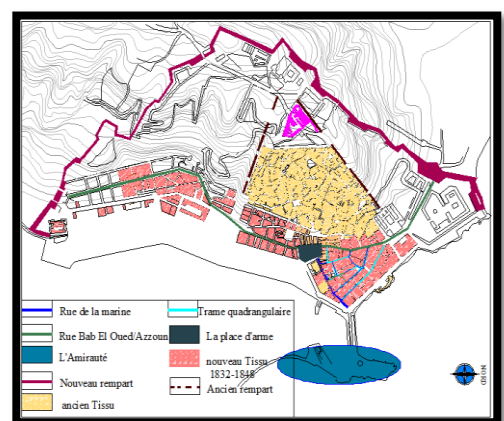 Rue de la marine
Trame quadrangulaire
Rue Bab El Oued/Azzoun
La place d'arme
L'Amirauté
nouveau Tissu
1832-1848
Nouveau rempart
Ancien rempart
ancien Tissu
NORD